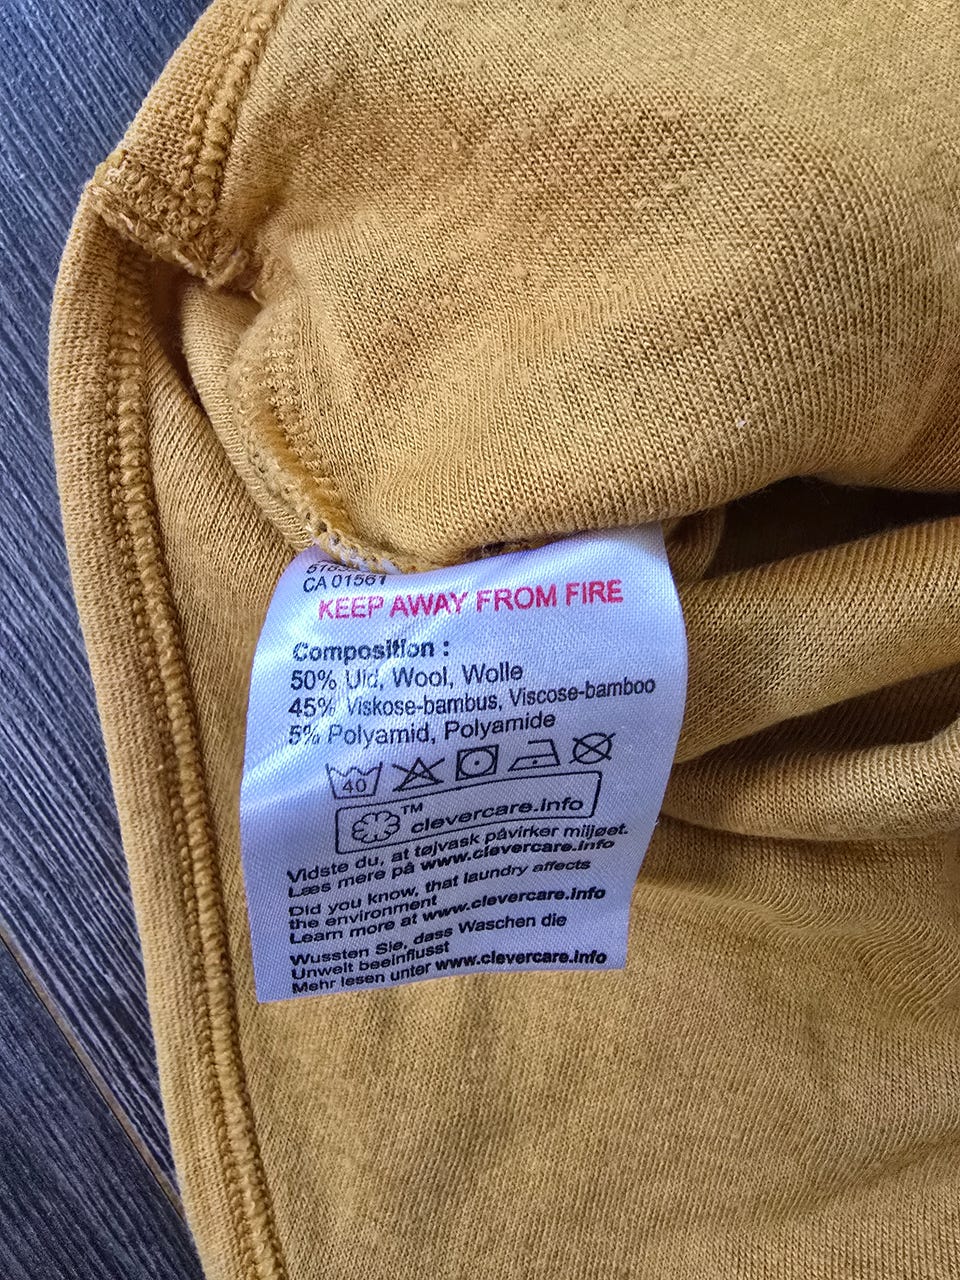 CA 01561
KEEP AWAY FROM FIRE
Composition :
50% Uld, Wool, Wolle
45% Viskose-bambus, Viscose-bamboo
5% Polyamid, Polyamide
40
™ clevercare.info
Vidste du, at tøjvask påvirker miljøet.
Læs mere på www.clevercare.info
Did you know, that laundry affects
the environment
Learn more at www.clevercare.info
Wussten Sie, dass Waschen die
Umwelt beeinflusst
Mehr lesen unter www.clevercare.info